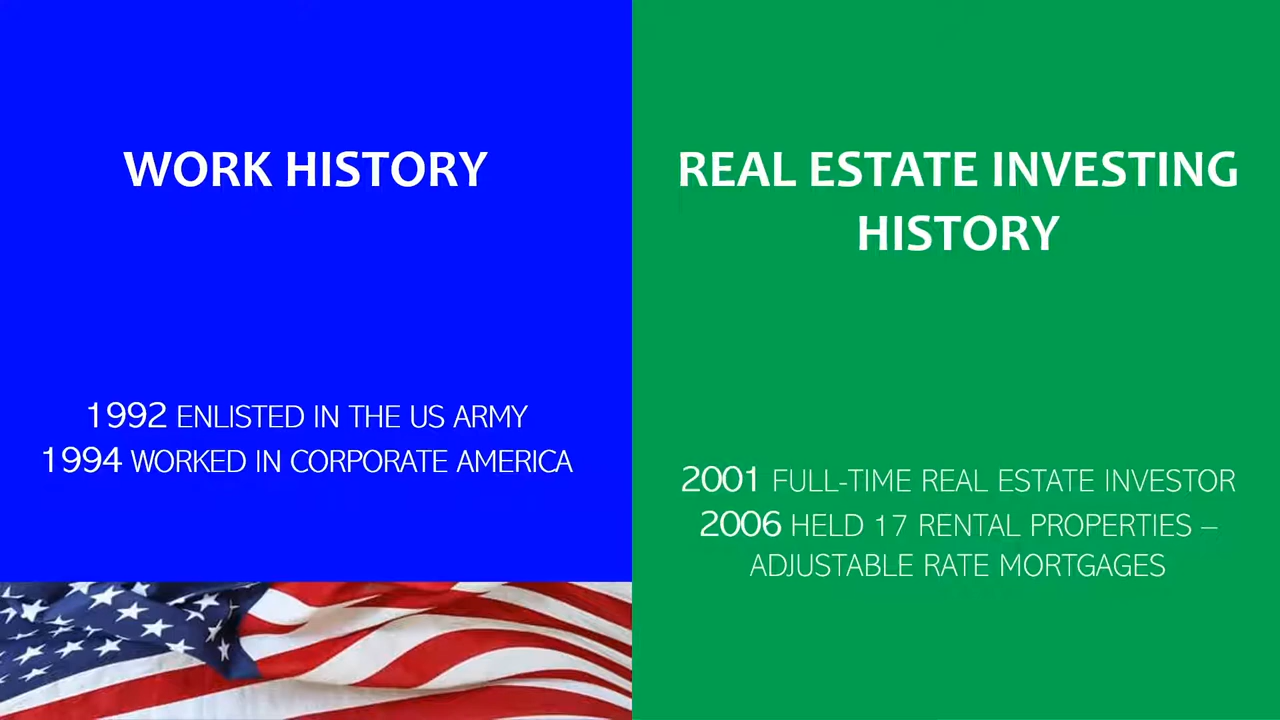 WORK HISTORY
1992 ENLISTED IN THE US ARMY
1994 WORKED IN CORPORATE AMERICA
REAL ESTATE INVESTING
HISTORY
2001 FULL-TIME REAL ESTATE INVESTOR
2006 HELD 17 RENTAL PROPERTIES –
ADJUSTABLE RATE MORTGAGES